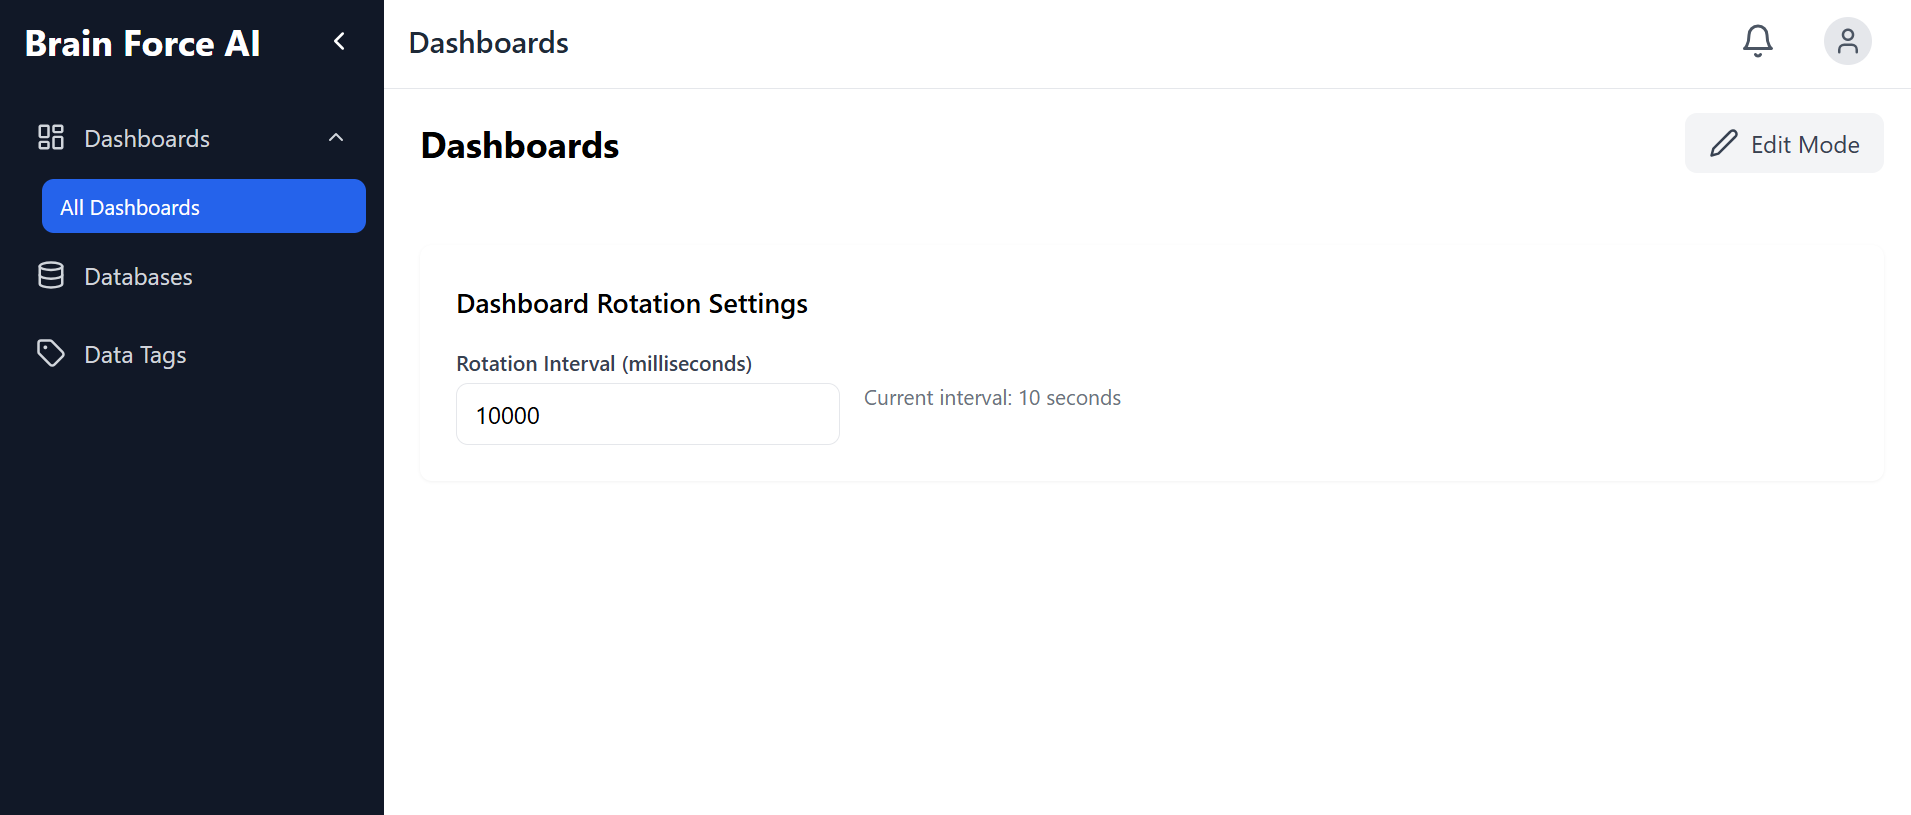 Brain Force AI
Dashboards
All Dashboards
Databases
Data Tags
Dashboards
Dashboards
Edit Mode
Dashboard Rotation Settings
Rotation Interval (milliseconds)
10000
Current interval: 10 seconds